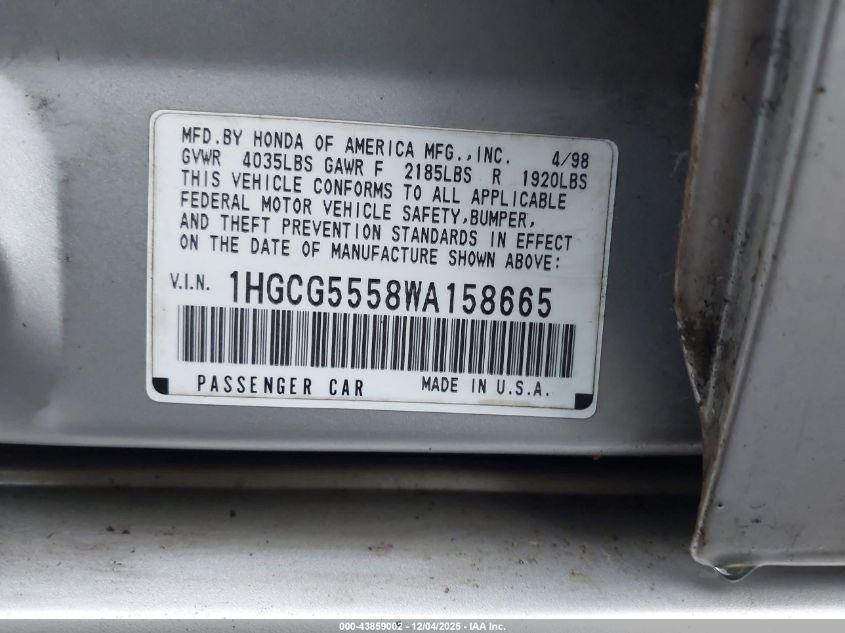 MFD.BY HONDA OF AMERICA MFG.,INC. 4/98
GVWR 4035LBS GAWR F 2185LBS R 1920LBS
THIS VEHICLE CONFORMS TO ALL APPLICABLE
FEDERAL MOTOR VEHICLE SAFETY,BUMPER,
AND THEFT PREVENTION STANDARDS IN EFFECT
ON THE DATE OF MANUFACTURE SHOWN ABOVE:
V.I.N. 1HGCG5558WA158665
PASSENGER CAR MADE IN U.S.A.
000-43859002 - 12/04/2025 - IAA Inc.